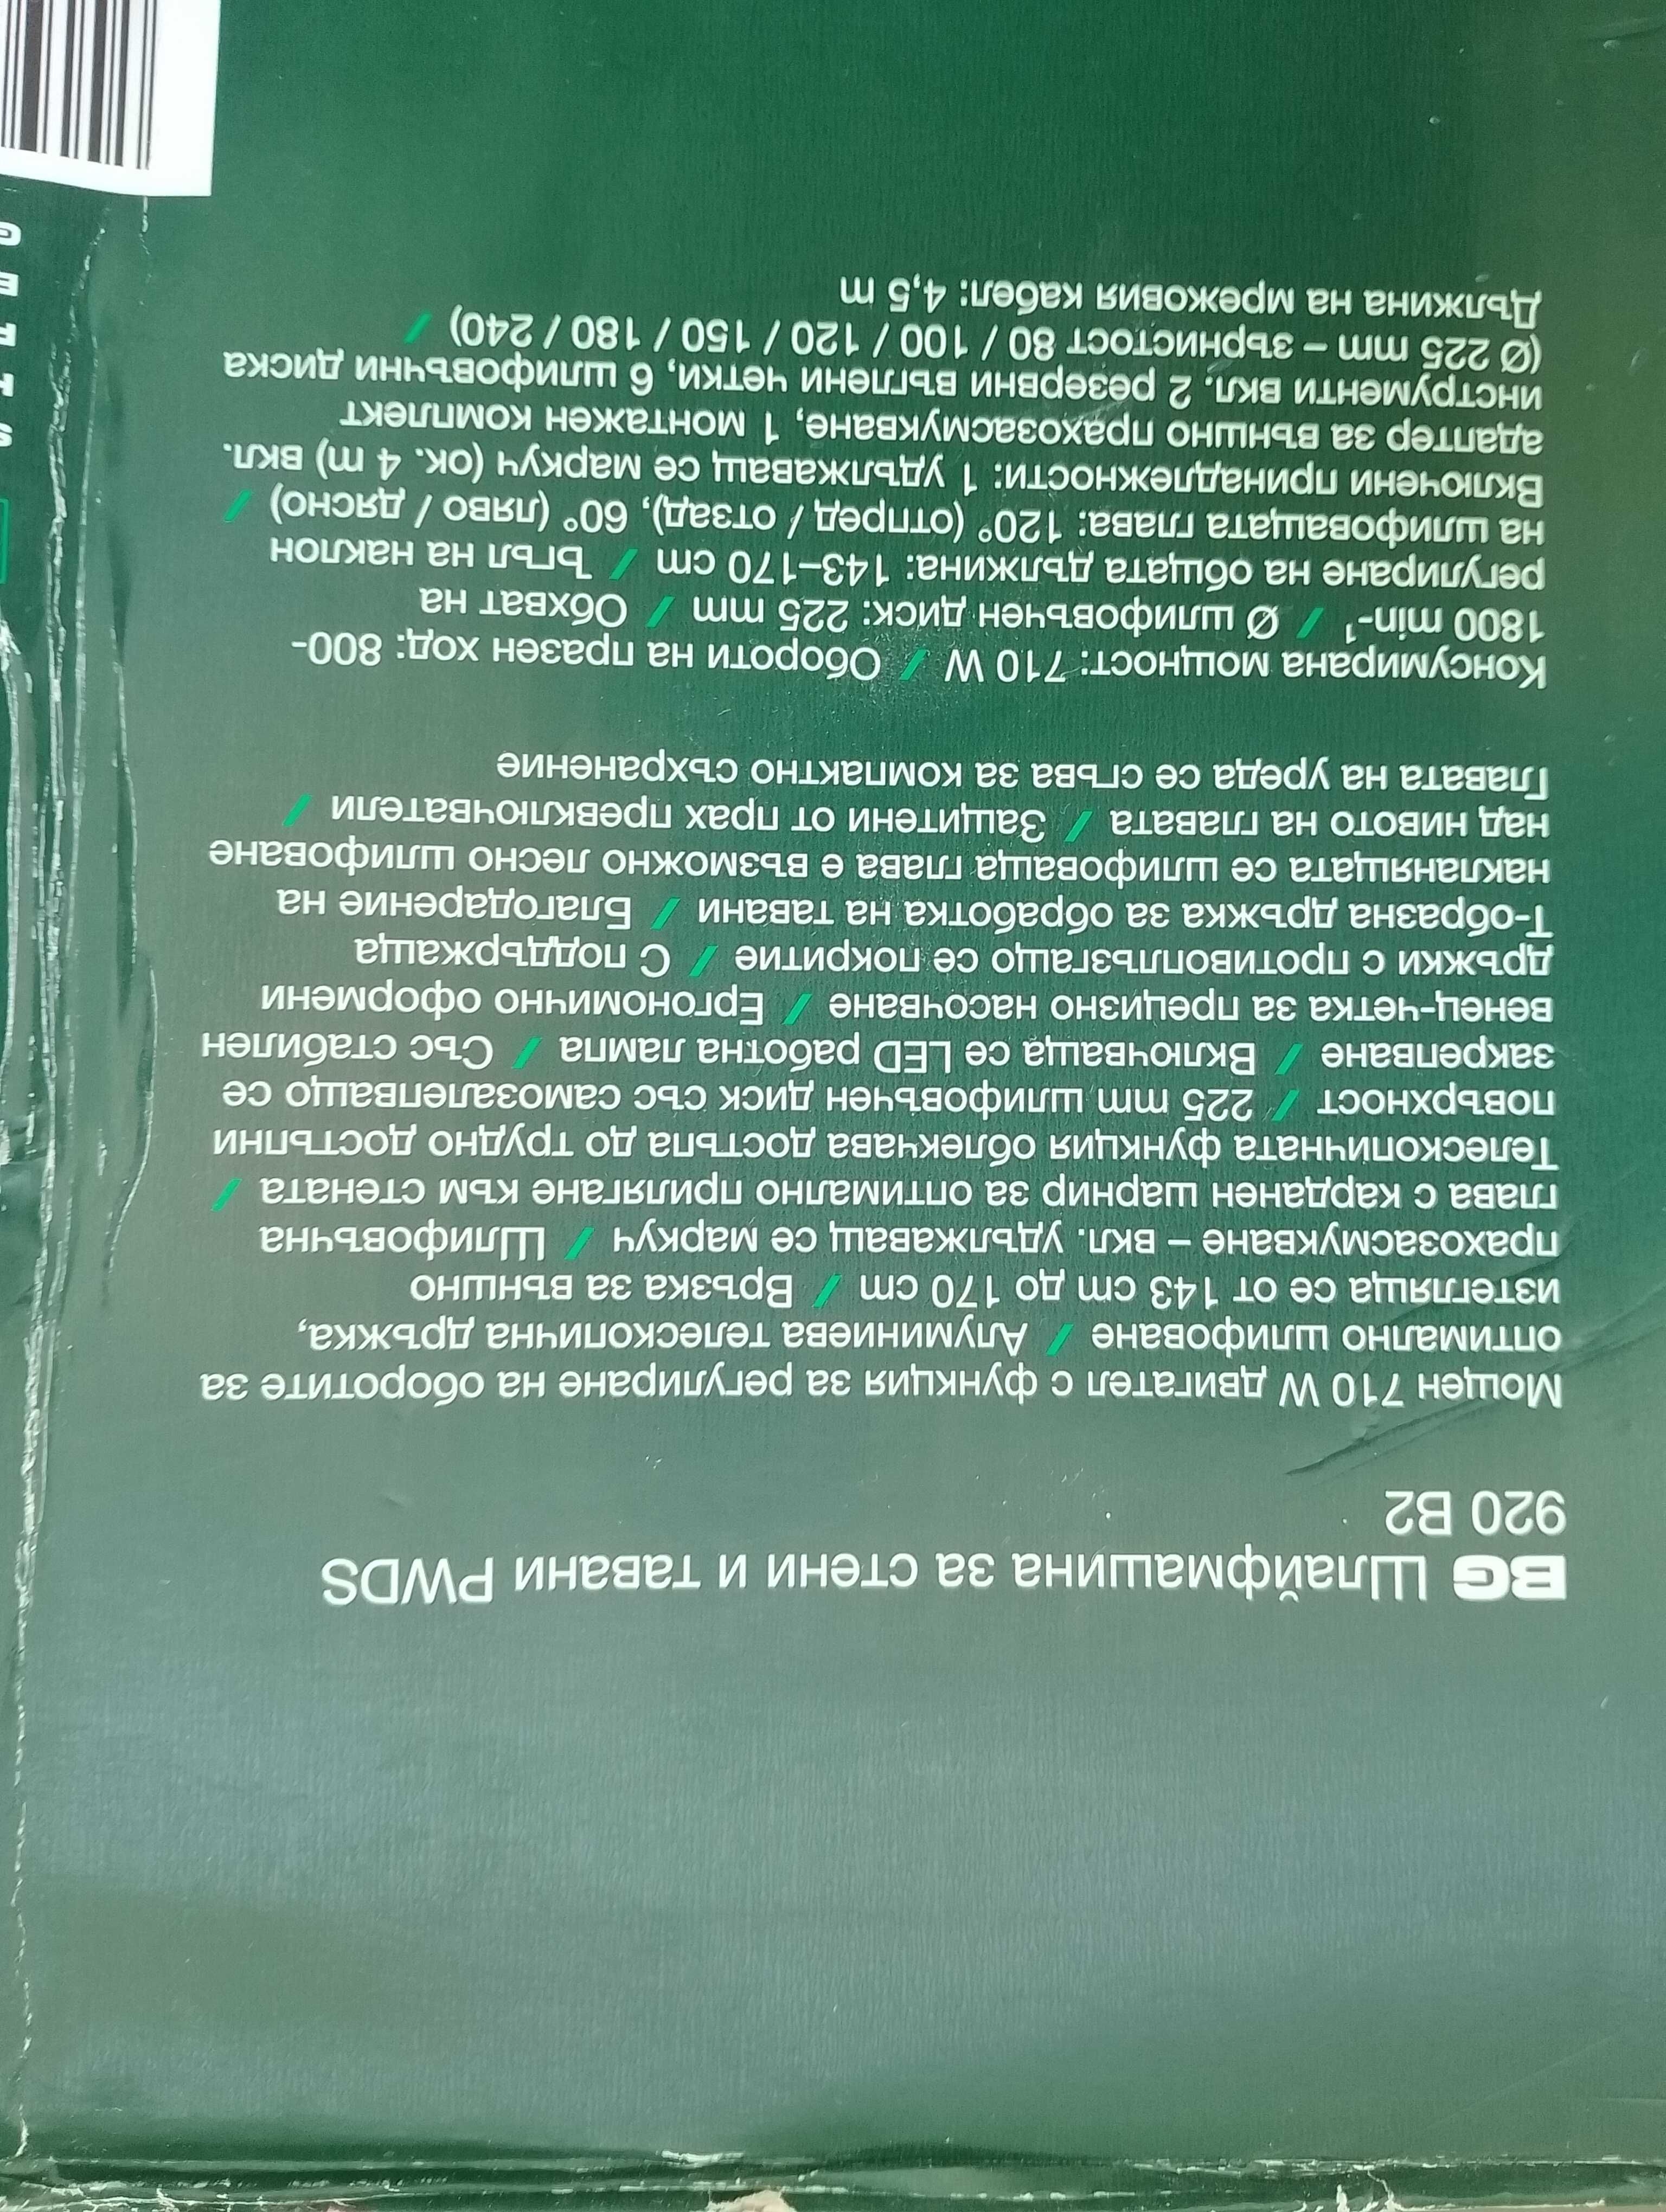 BG Шлайфмашина за стени и тавани PWDS
920 B2
Мощен 710 W двигател с функция за регулиране на оборотите за
оптимално шлифоване / Алуминиева телескопична дръжка,
изтегляща се от 143 cm до 170 cm / Връзка за външно
прахозасмукване – вкл. удължаващ се маркуч / Шлифовъчна
глава с карданен шарнир за оптимално прилягане към стената /
Телескопичната функция облекчава достъпа до трудно достъпни
повърхност / 225 mm шлифовъчен диск със самозалепващо се
закрепване / Включваща се LED работна лампа / Със стабилен
венец-четка за прецизно насочване / Ергономично оформени
дръжки с противоплъзгащо се покритие / С поддържаща
Т-образна дръжка за обработка на тавани / Благодарение на
накланящата се шлифоваща глава е възможно лесно шлифоване
над нивото на главата / Защитени от прах превключватели /
Главата на уреда се сгъва за компактно съхранение
Консумирана мощност: 710 W / Обороти на празен ход: 800-
1800 min-¹ / Ø шлифовъчен диск: 225 mm / Обхват на
регулиране на общата дължина: 143–170 cm / Ъгъл на наклон
на шлифоващата глава: 120° (отпред / отзад), 60° (ляво / дясно) /
Включени принадлежности: 1 удължаващ се маркуч (ок. 4 m) вкл.
адаптер за външно прахозасмукване, 1 монтажен комплект
инструменти вкл. 2 резервни въглени четки, 6 шлифовъчни диска
(Ø 225 mm – зърнистост 80 / 100 / 120 / 150 / 180 / 240) /
Дължина на мрежовия кабел: 4,5 m
S
H
F
E
G